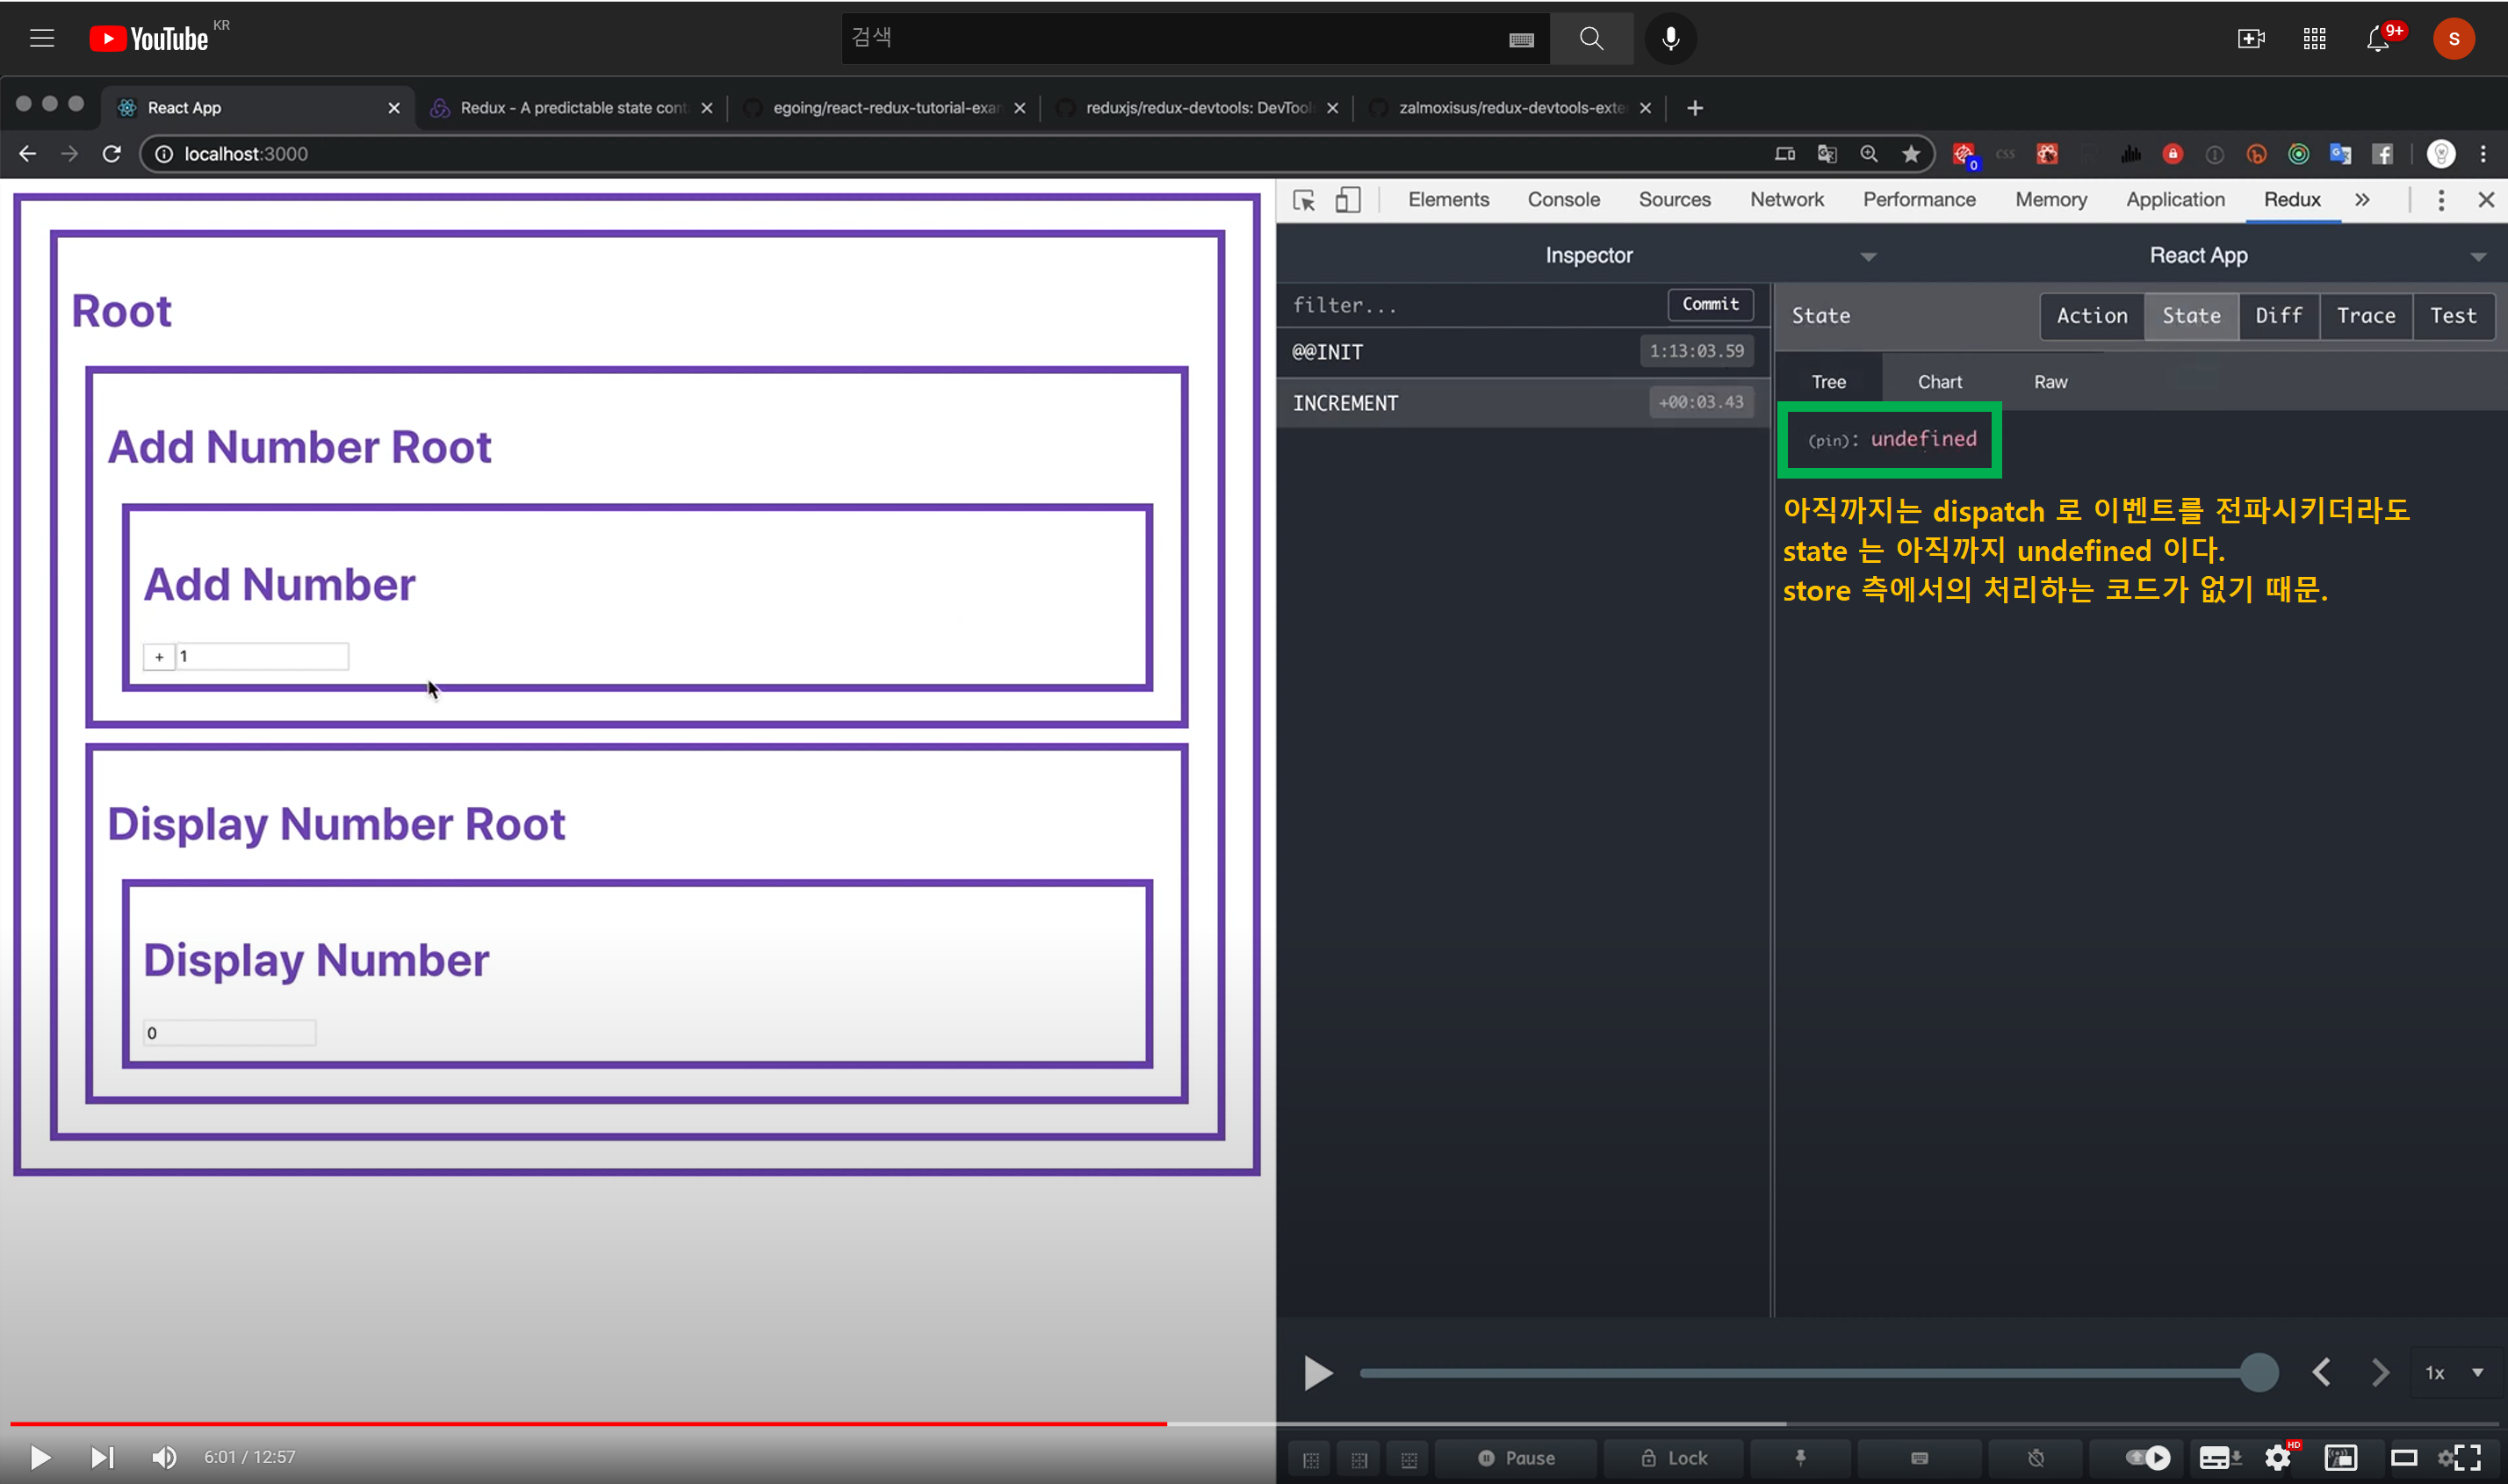 YouTube KR
검색
9+
S
React App
Redux - A predictable state cont
egoing/react-redux-tutorial-exar
reduxjs/redux-devtools: DevTool
zalmoxisus/redux-devtools-exte
localhost:3000
0
css
Elements Console Sources Network Performance Memory Application Redux
Inspector
React App
filter...
Commit
State
Action State Diff Trace Test
@@INIT
1:13:03.59
Tree Chart Raw
INCREMENT
+00:03.43
(pin): undefined
아직까지는 dispatch 로 이벤트를 전파시키더라도
state 는 아직까지 undefined 이다.
store 측에서의 처리하는 코드가 없기 때문.
Root
Add Number Root
Add Number
+
1
Display Number Root
Display Number
0
1x
6:01 / 12:57
Pause
Lock
HD